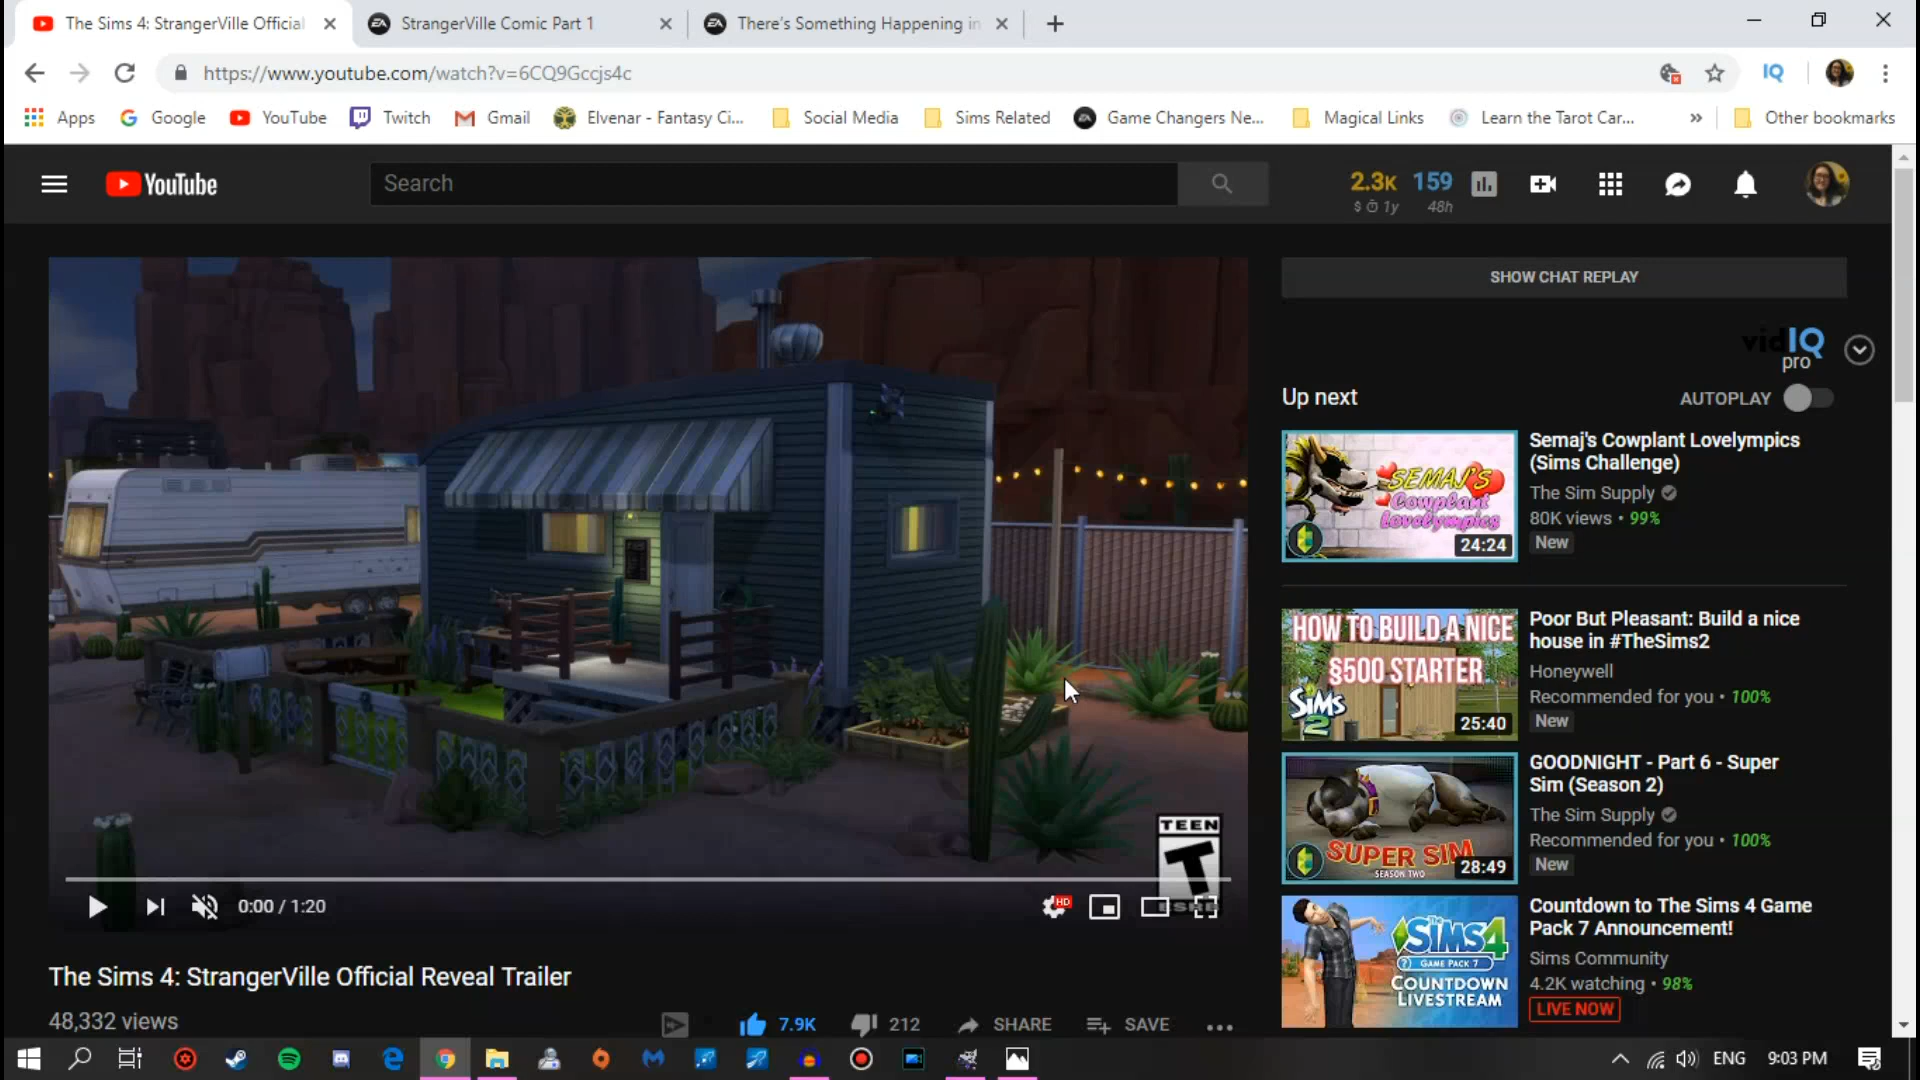 The Sims 4: StrangerVille Official
StrangerVille Comic Part 1
There's Something Happening in
https://www.youtube.com/watch?v=6CQ9Gccjs4c
IQ
Apps
Google
YouTube
Twitch
Gmail
Elvenar - Fantasy Ci...
Social Media
Sims Related
Game Changers Ne...
Magical Links
Learn the Tarot Car...
»
Other bookmarks
YouTube
Search
2.3K 159
$ 1y 48h
SHOW CHAT REPLAY
vidIQ
pro
Up next
AUTOPLAY
SEMAJ'S
Cowplant
Lovelympics
24:24
Semaj's Cowplant Lovelympics
(Sims Challenge)
The Sim Supply
80K views • 99%
New
HOW TO BUILD A NICE
§500 STARTER
SIMS
2
25:40
Poor But Pleasant: Build a nice
house in #TheSims2
Honeywell
Recommended for you • 100%
New
SUPER SIM
SEASON TWO
28:49
GOODNIGHT - Part 6 - Super
Sim (Season 2)
The Sim Supply
Recommended for you • 100%
New
THE SIMS 4
GAME PACK 7
COUNTDOWN
LIVESTREAM
Countdown to The Sims 4 Game
Pack 7 Announcement!
Sims Community
4.2K watching • 98%
LIVE NOW
TEEN
T
ESRB
0:00 / 1:20
HD
The Sims 4: StrangerVille Official Reveal Trailer
48,332 views
7.9K
212
SHARE
SAVE
ENG
9:03 PM